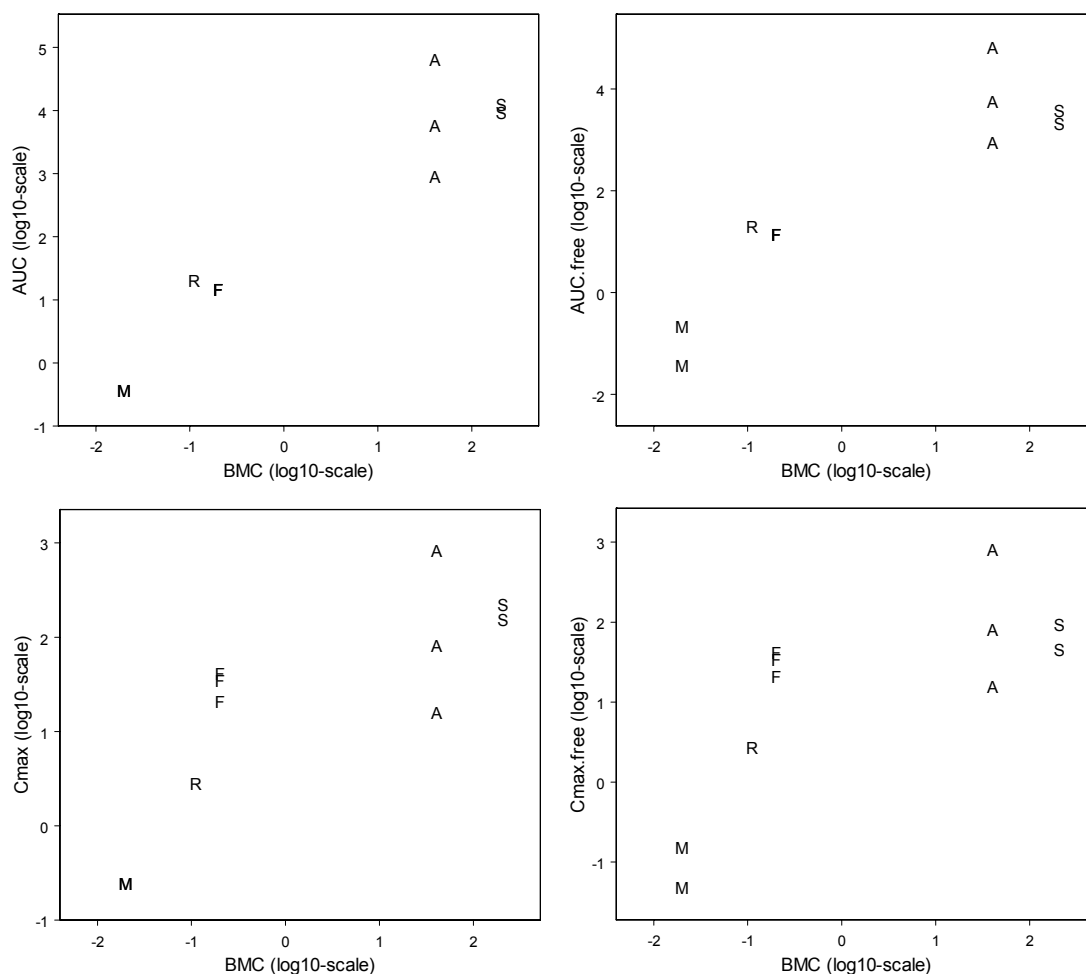 5
4
3
2
1
0
-1
AUC (log10-scale)
A
A
A
S
S
R
F
M
-2
-1
0
1
2
BMC (log10-scale)
4
2
0
-2
AUC.free (log10-scale)
A
A
A
S
S
R
F
M
M
-2
-1
0
1
2
BMC (log10-scale)
3
2
1
0
-1
Cmax (log10-scale)
A
S
S
A
F
F
F
A
R
M
-2
-1
0
1
2
BMC (log10-scale)
3
2
1
0
-1
Cmax.free (log10-scale)
A
S
A
S
F
F
F
A
R
M
M
-2
-1
0
1
2
BMC (log10-scale)